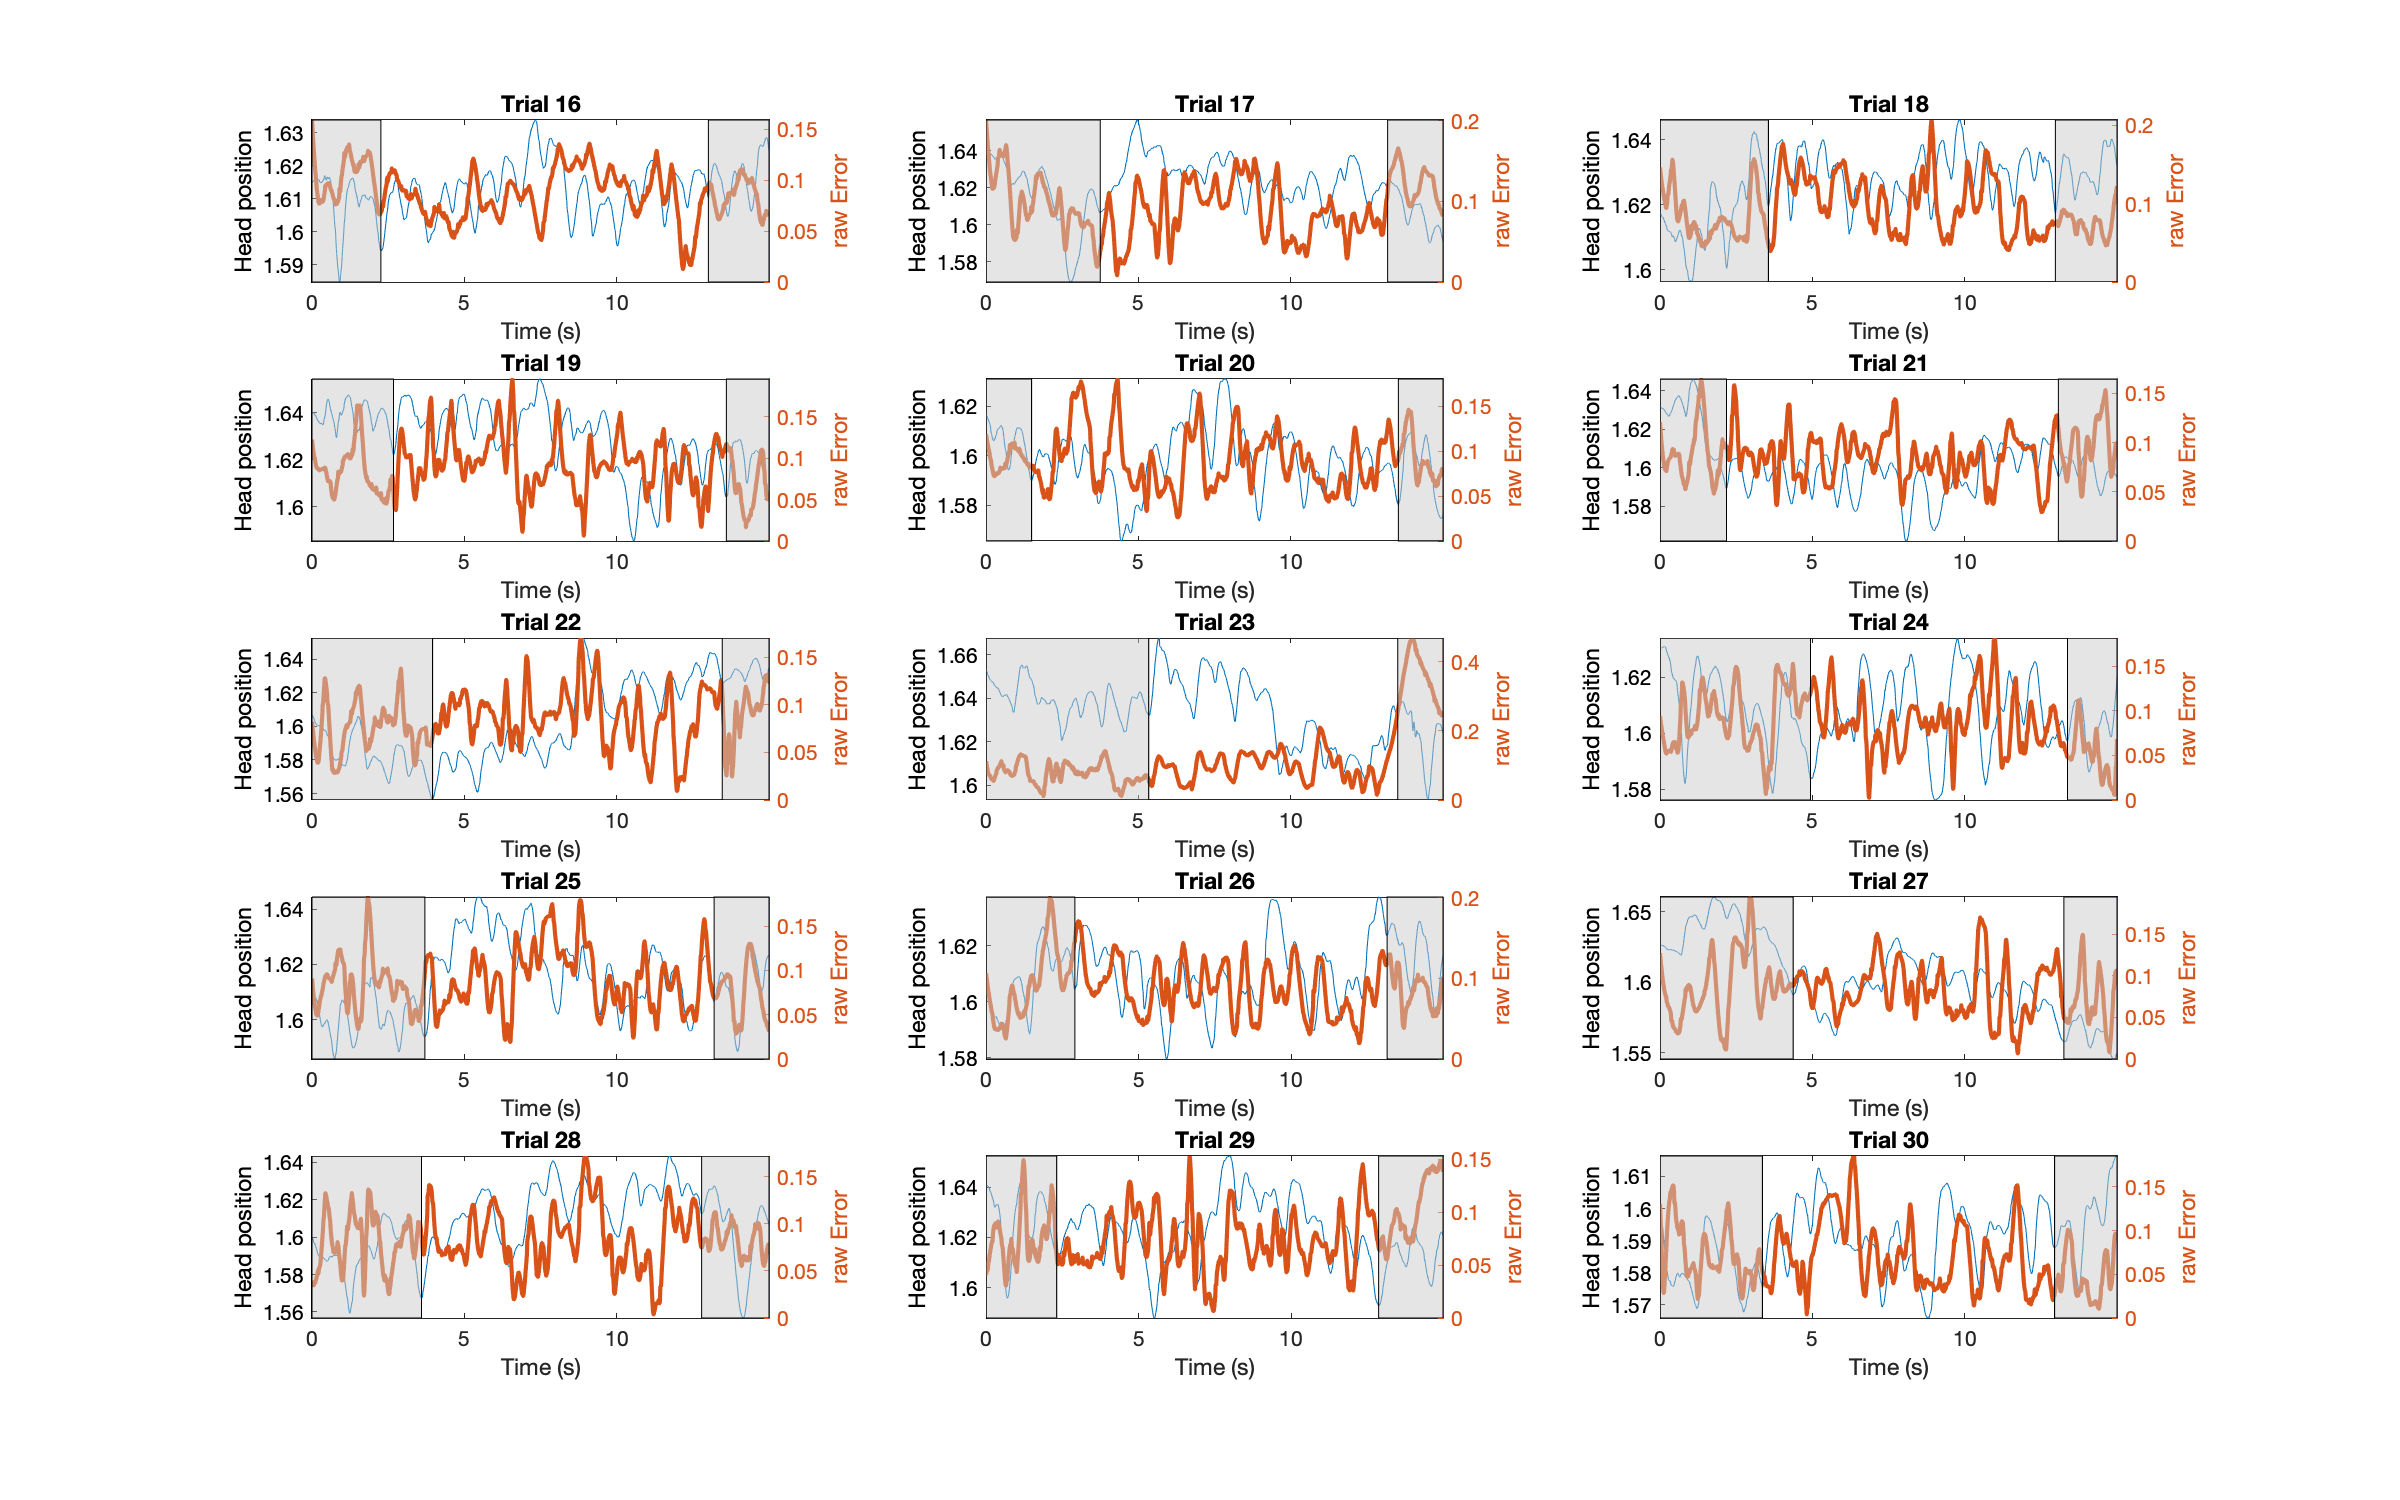 Trial 16
Head position
1.63
1.62
1.61
1.6
1.59
0.15
0.1
0.05
0
raw Error
0 5 10
Time (s)
Trial 17
Head position
1.64
1.62
1.6
1.58
0.2
0.1
0
raw Error
0 5 10
Time (s)
Trial 18
Head position
1.64
1.62
1.6
0.2
0.1
0
raw Error
0 5 10
Time (s)
Trial 19
Head position
1.64
1.62
1.6
0.15
0.1
0.05
0
raw Error
0 5 10
Time (s)
Trial 20
Head position
1.62
1.6
1.58
0.15
0.1
0.05
0
raw Error
0 5 10
Time (s)
Trial 21
Head position
1.64
1.62
1.6
1.58
0.15
0.1
0.05
0
raw Error
0 5 10
Time (s)
Trial 22
Head position
1.64
1.62
1.6
1.58
1.56
0.15
0.1
0.05
0
raw Error
0 5 10
Time (s)
Trial 23
Head position
1.66
1.64
1.62
1.6
0.4
0.2
0
raw Error
0 5 10
Time (s)
Trial 24
Head position
1.62
1.6
1.58
0.15
0.1
0.05
0
raw Error
0 5 10
Time (s)
Trial 25
Head position
1.64
1.62
1.6
0.15
0.1
0.05
0
raw Error
0 5 10
Time (s)
Trial 26
Head position
1.62
1.6
1.58
0.2
0.1
0
raw Error
0 5 10
Time (s)
Trial 27
Head position
1.65
1.6
1.55
0.15
0.1
0.05
0
raw Error
0 5 10
Time (s)
Trial 28
Head position
1.64
1.62
1.6
1.58
1.56
0.15
0.1
0.05
0
raw Error
0 5 10
Time (s)
Trial 29
Head position
1.64
1.62
1.6
0.15
0.1
0.05
0
raw Error
0 5 10
Time (s)
Trial 30
Head position
1.61
1.6
1.59
1.58
1.57
0.15
0.1
0.05
0
raw Error
0 5 10
Time (s)